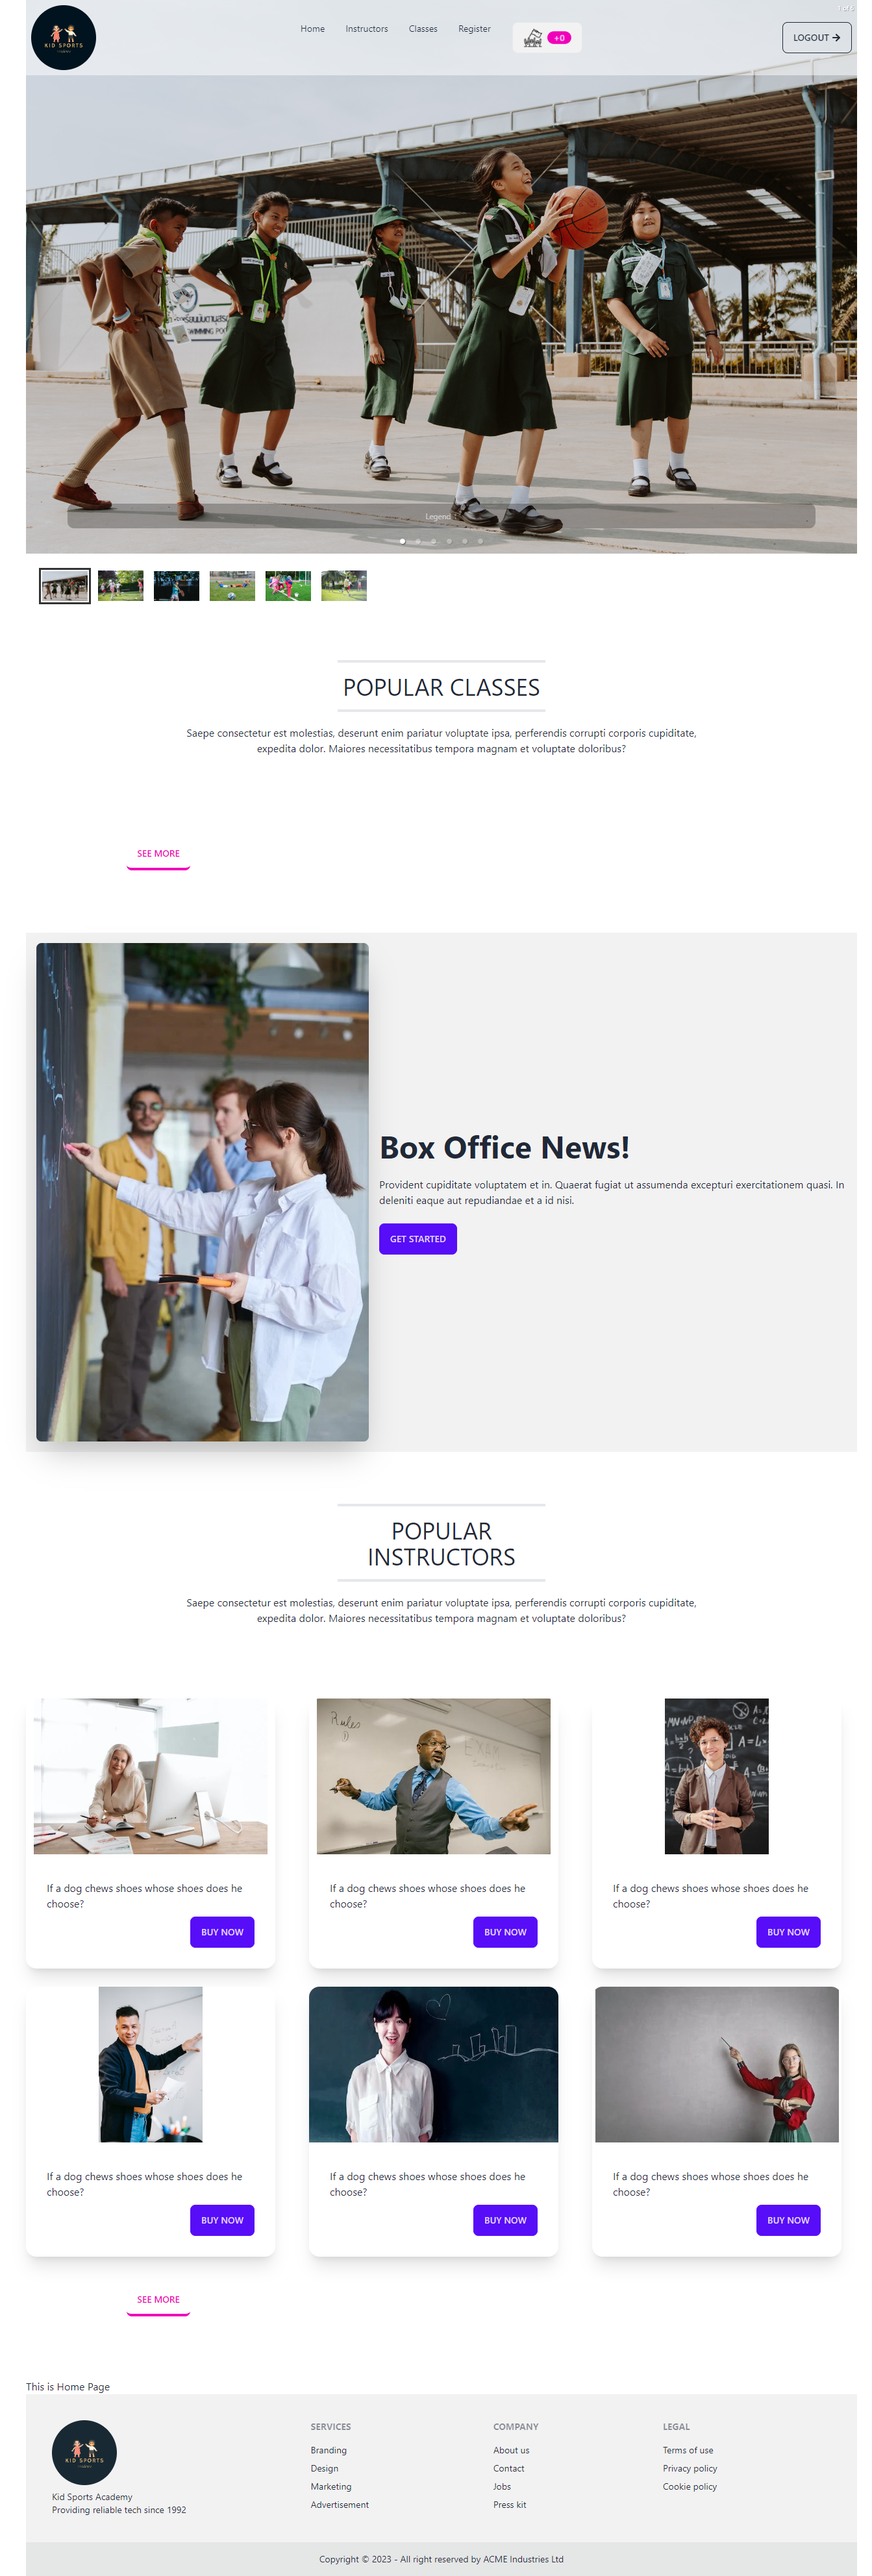 1 of 6
KID SPORTS
Home
Instructors
Classes
Register
+0
LOGOUT
Legend
POPULAR CLASSES
Saepe consectetur est molestias, deserunt enim pariatur voluptate ipsa, perferendis corrupti corporis cupiditate,
expedita dolor. Maiores necessitatibus tempora magnam et voluptate doloribus?
SEE MORE
Box Office News!
Provident cupiditate voluptatem et in. Quaerat fugiat ut assumenda excepturi exercitationem quasi. In
deleniti eaque aut repudiandae et a id nisi.
GET STARTED
POPULAR
INSTRUCTORS
Saepe consectetur est molestias, deserunt enim pariatur voluptate ipsa, perferendis corrupti corporis cupiditate,
expedita dolor. Maiores necessitatibus tempora magnam et voluptate doloribus?
Rules
If a dog chews shoes whose shoes does he
choose?
BUY NOW
If a dog chews shoes whose shoes does he
choose?
BUY NOW
If a dog chews shoes whose shoes does he
choose?
BUY NOW
If a dog chews shoes whose shoes does he
choose?
BUY NOW
If a dog chews shoes whose shoes does he
choose?
BUY NOW
If a dog chews shoes whose shoes does he
choose?
BUY NOW
SEE MORE
This is Home Page
KID SPORTS
Kid Sports Academy
Providing reliable tech since 1992
SERVICES
Branding
Design
Marketing
Advertisement
COMPANY
About us
Contact
Jobs
Press kit
LEGAL
Terms of use
Privacy policy
Cookie policy
Copyright © 2023 - All right reserved by ACME Industries Ltd